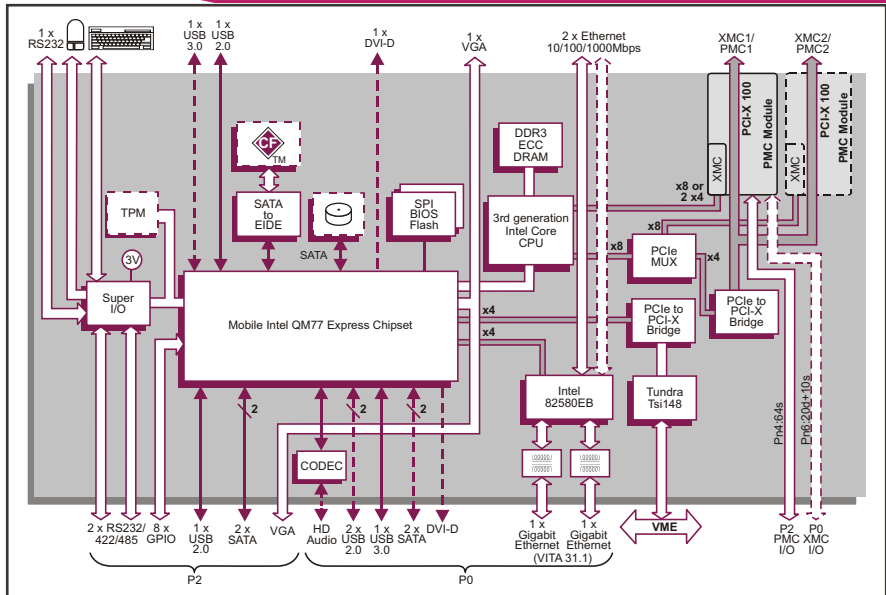 1 x
RS232
1 x
USB
3.0
1 x
USB
2.0
1 x
DVI-D
1 x
VGA
2 x Ethernet
10/100/1000Mbps
XMC1/
PMC1
XMC2/
PMC2
CF
TM
SATA
to
EIDE
SATA
SPI
BIOS
Flash
DDR3
ECC
DRAM
3rd generation
Intel Core
CPU
PCI-X 100
PMC Module
XMC
PCI-X 100
PMC Module
XMC
x8 or
2 x4
x8
x8
x4
PCIe
MUX
TPM
3V
Super
I/O
Mobile Intel QM77 Express Chipset
x4
x4
PCIe to
PCI-X
Bridge
PCIe to
PCI-X
Bridge
Intel
82580EB
Tundra
Tsi148
Pn4:64s
Pn6:20d+10s
2
2
2
CODEC
2 x RS232/
422/485
8 x
GPIO
1 x
USB
2.0
2 x
SATA
VGA
HD
Audio
2 x
USB
2.0
1 x
USB
3.0
2 x
SATA
DVI-D
1 x
Gigabit
Ethernet
1 x
Gigabit
Ethernet
(VITA 31.1)
VME
P2
PMC
I/O
P0
XMC
I/O
P2
P0